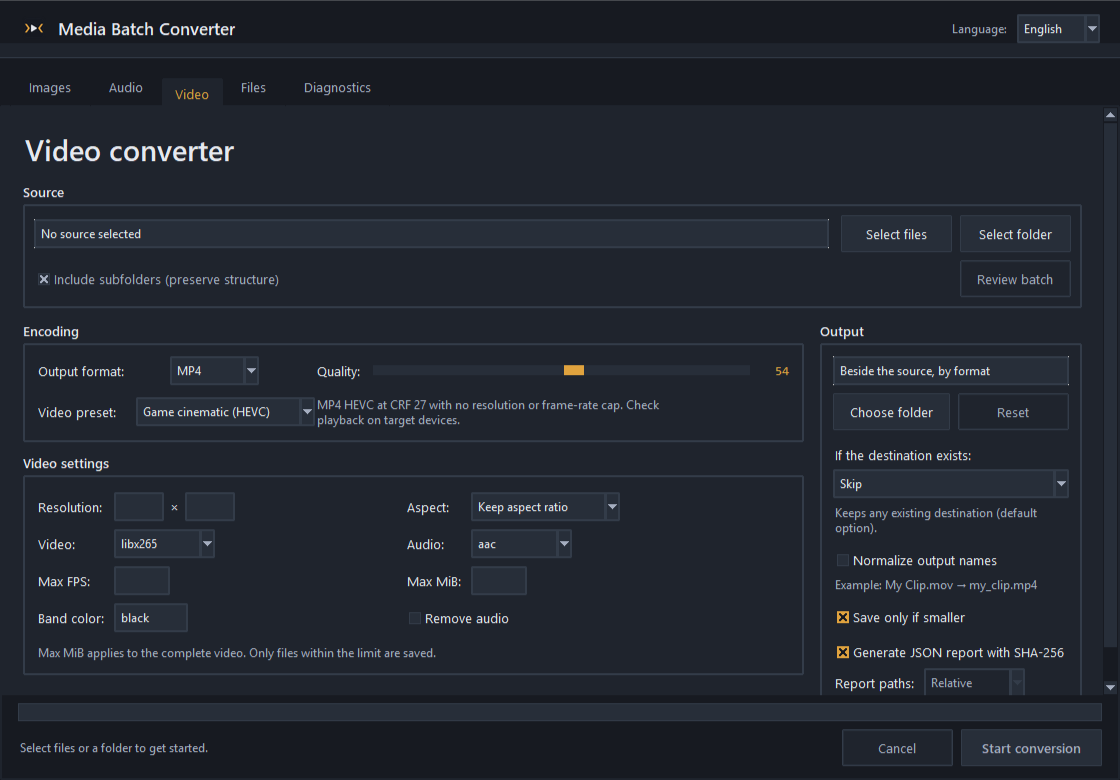 Media Batch Converter
Language: English
Images Audio Video Files Diagnostics
Video converter
Source
No source selected Select files Select folder
Include subfolders (preserve structure) Review batch
Encoding
Output format: MP4 Quality: 54
Video preset: Game cinematic (HEVC) MP4 HEVC at CRF 27 with no resolution or frame-rate cap. Check
playback on target devices.
Video settings
Resolution: × Aspect: Keep aspect ratio
Video: libx265 Audio: aac
Max FPS: Max MiB:
Band color: black Remove audio
Max MiB applies to the complete video. Only files within the limit are saved.
Output
Beside the source, by format
Choose folder Reset
If the destination exists:
Skip
Keeps any existing destination (default
option).
Normalize output names
Example: My Clip.mov → my_clip.mp4
Save only if smaller
Generate JSON report with SHA-256
Report paths: Relative
Select files or a folder to get started.
Cancel Start conversion